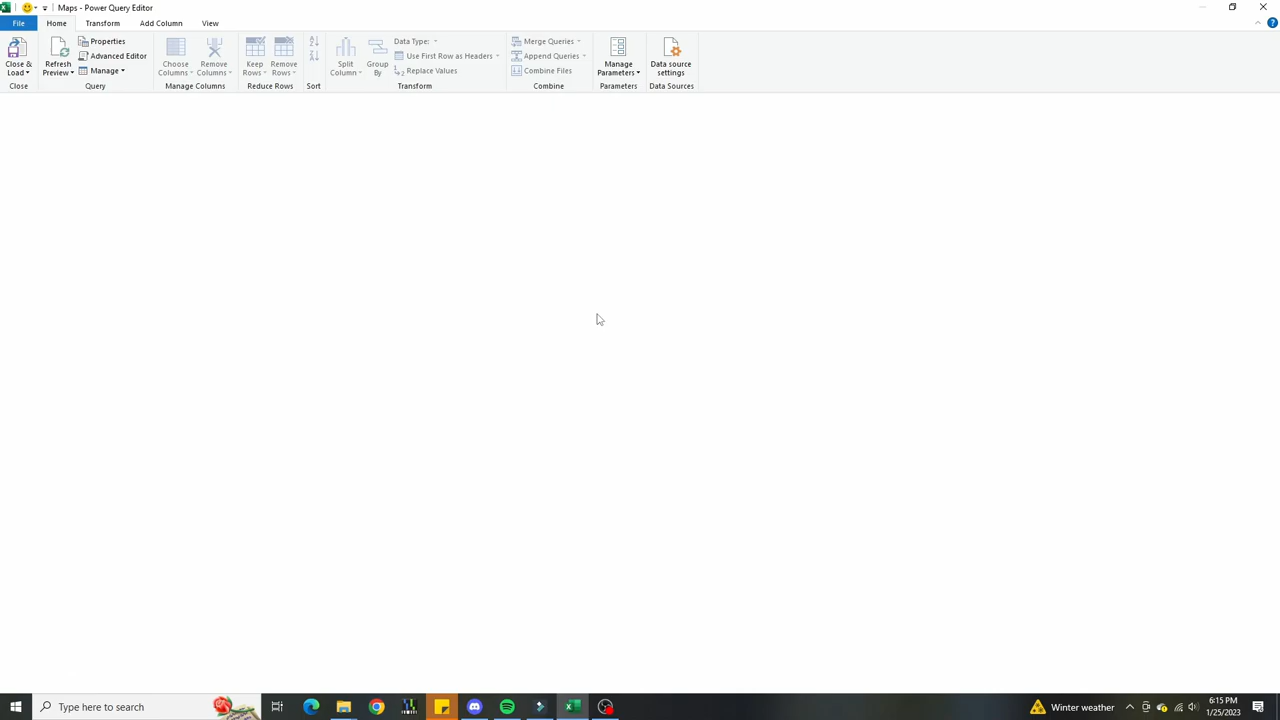 Maps - Power Query Editor
File Home Transform Add Column View
Close & Load
Close
Refresh Preview
Properties
Advanced Editor
Manage
Query
Choose Columns
Remove Columns
Manage Columns
Keep Rows
Remove Rows
Reduce Rows
Sort
Split Column
Group By
Data Type:
Use First Row as Headers
Replace Values
Transform
Merge Queries
Append Queries
Combine Files
Combine
Manage Parameters
Parameters
Data source settings
Data Sources
Type here to search
Winter weather
6:15 PM
1/25/2023